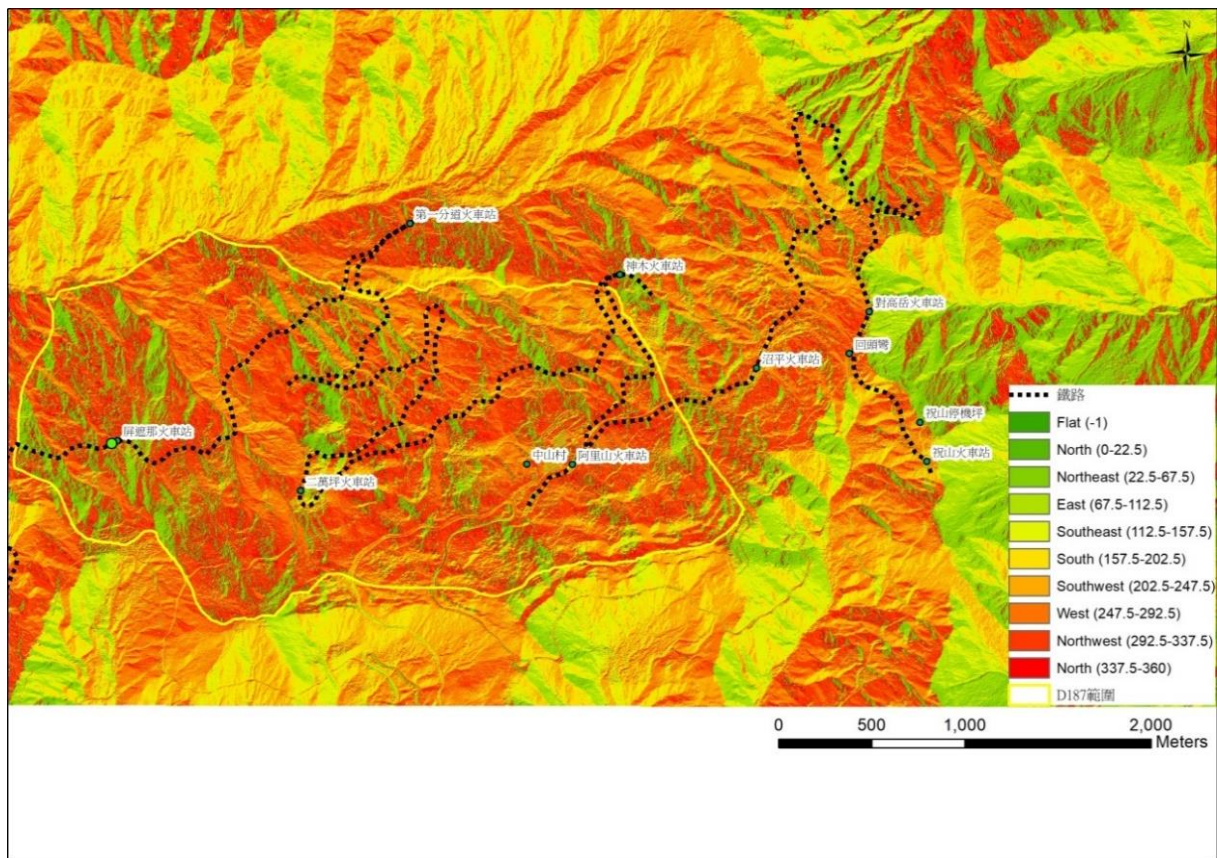 N
第一分道火車站
神木火車站
對高岳火車站
回頭彎
沼平火車站
祝山停機坪
屏遮那火車站
中山村
阿里山火車站
祝山火車站
二萬坪火車站
鐵路
Flat (-1)
North (0-22.5)
Northeast (22.5-67.5)
East (67.5-112.5)
Southeast (112.5-157.5)
South (157.5-202.5)
Southwest (202.5-247.5)
West (247.5-292.5)
Northwest (292.5-337.5)
North (337.5-360)
D187範圍
0 500 1,000 2,000
Meters